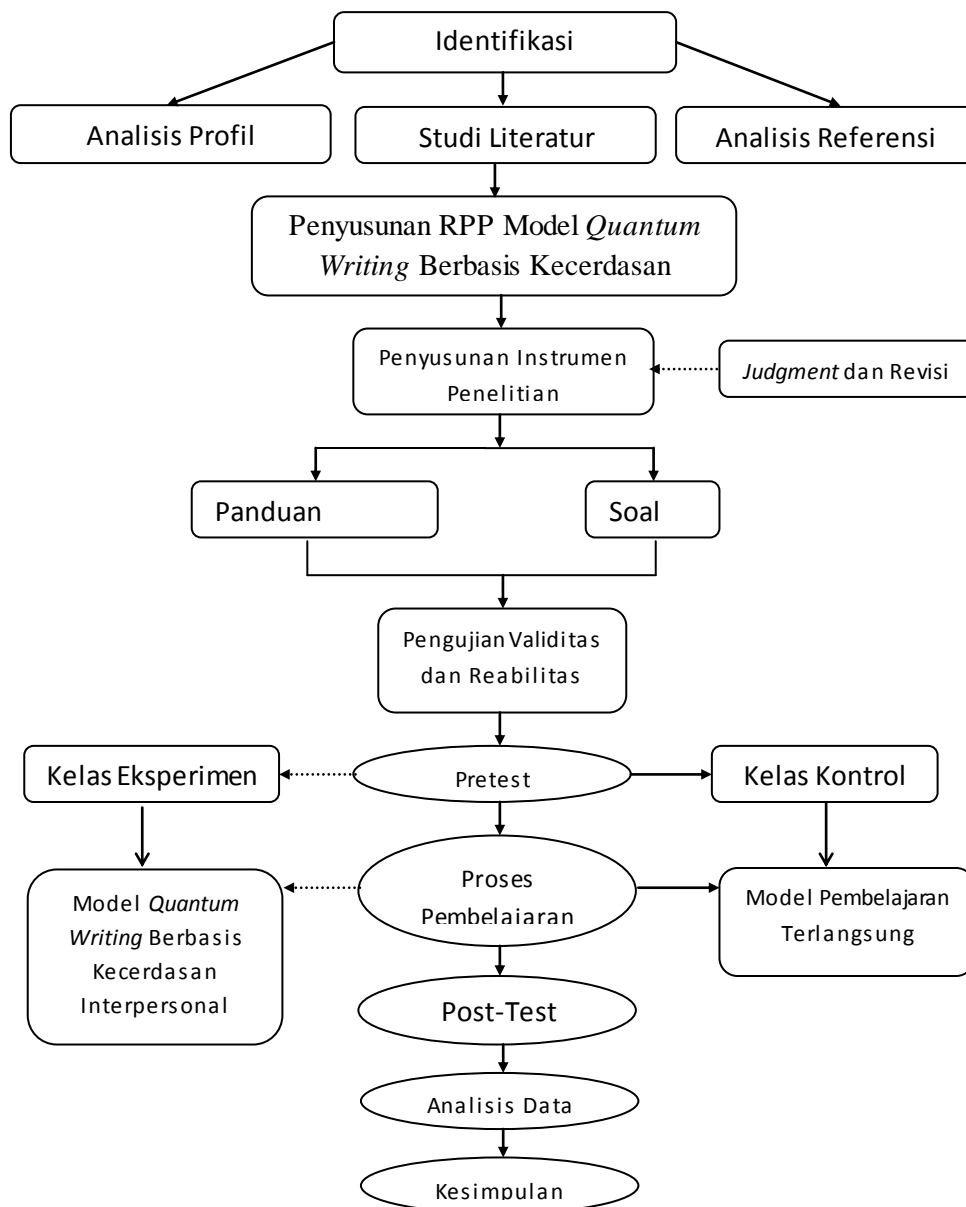 Identifikasi
Analisis Profil
Studi Literatur
Analisis Referensi
Penyusunan RPP Model Quantum
Writing Berbasis Kecerdasan
Penyusunan Instrumen
Penelitian
Judgment dan Revisi
Panduan
Soal
Pengujian Validitas
dan Reabilitas
Kelas Eksperimen
Pretest
Kelas Kontrol
Proses
Pembelajaran
Model Quantum
Writing Berbasis
Kecerdasan
Interpersonal
Model Pembelajaran
Terlangsung
Post-Test
Analisis Data
Kesimpulan